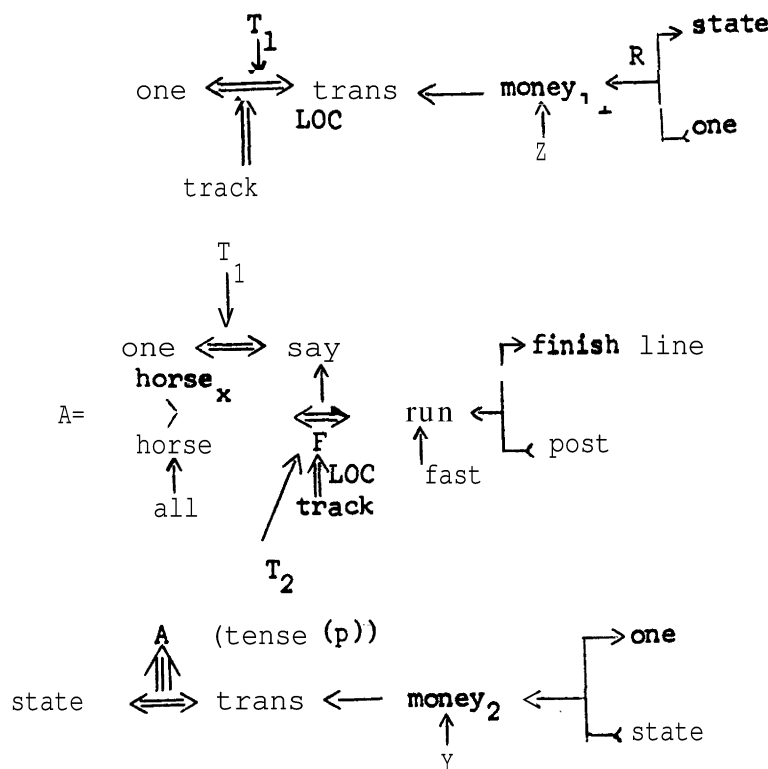 T1
state
R
one trans money1
LOC
one
Z
track
T1
one say finish line
horsex
A= run
horse F post
LOC fast
all track
T2
A (tense (p))
one
state trans money2
state
Y